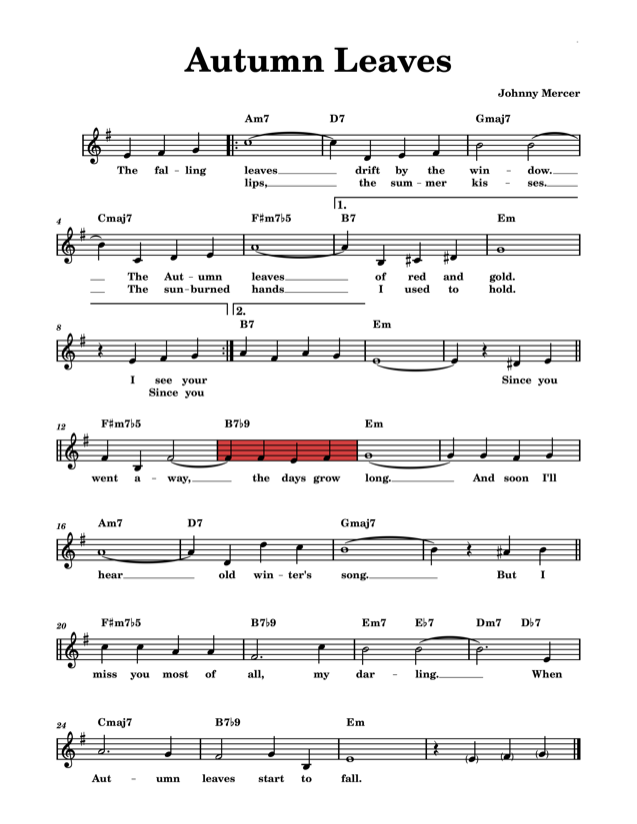 Autumn Leaves
Johnny Mercer
Am7 D7 Gmaj7
The fal - ling leaves drift by the win - dow.
lips, the sum - mer kis - ses.
1.
4 Cmaj7 F♯m7♭5 B7 Em
The Aut - umn leaves of red and gold.
The sun - burned hands I used to hold.
2.
8 B7 Em
I see your Since you
Since you
12 F♯m7♭5 B7♭9 Em
went a - way, the days grow long. And soon I'll
16 Am7 D7 Gmaj7
hear old win - ter's song. But I
20 F♯m7♭5 B7♭9 Em7 E♭7 Dm7 D♭7
miss you most of all, my dar - ling. When
24 Cmaj7 B7♭9 Em
Aut - umn leaves start to fall.